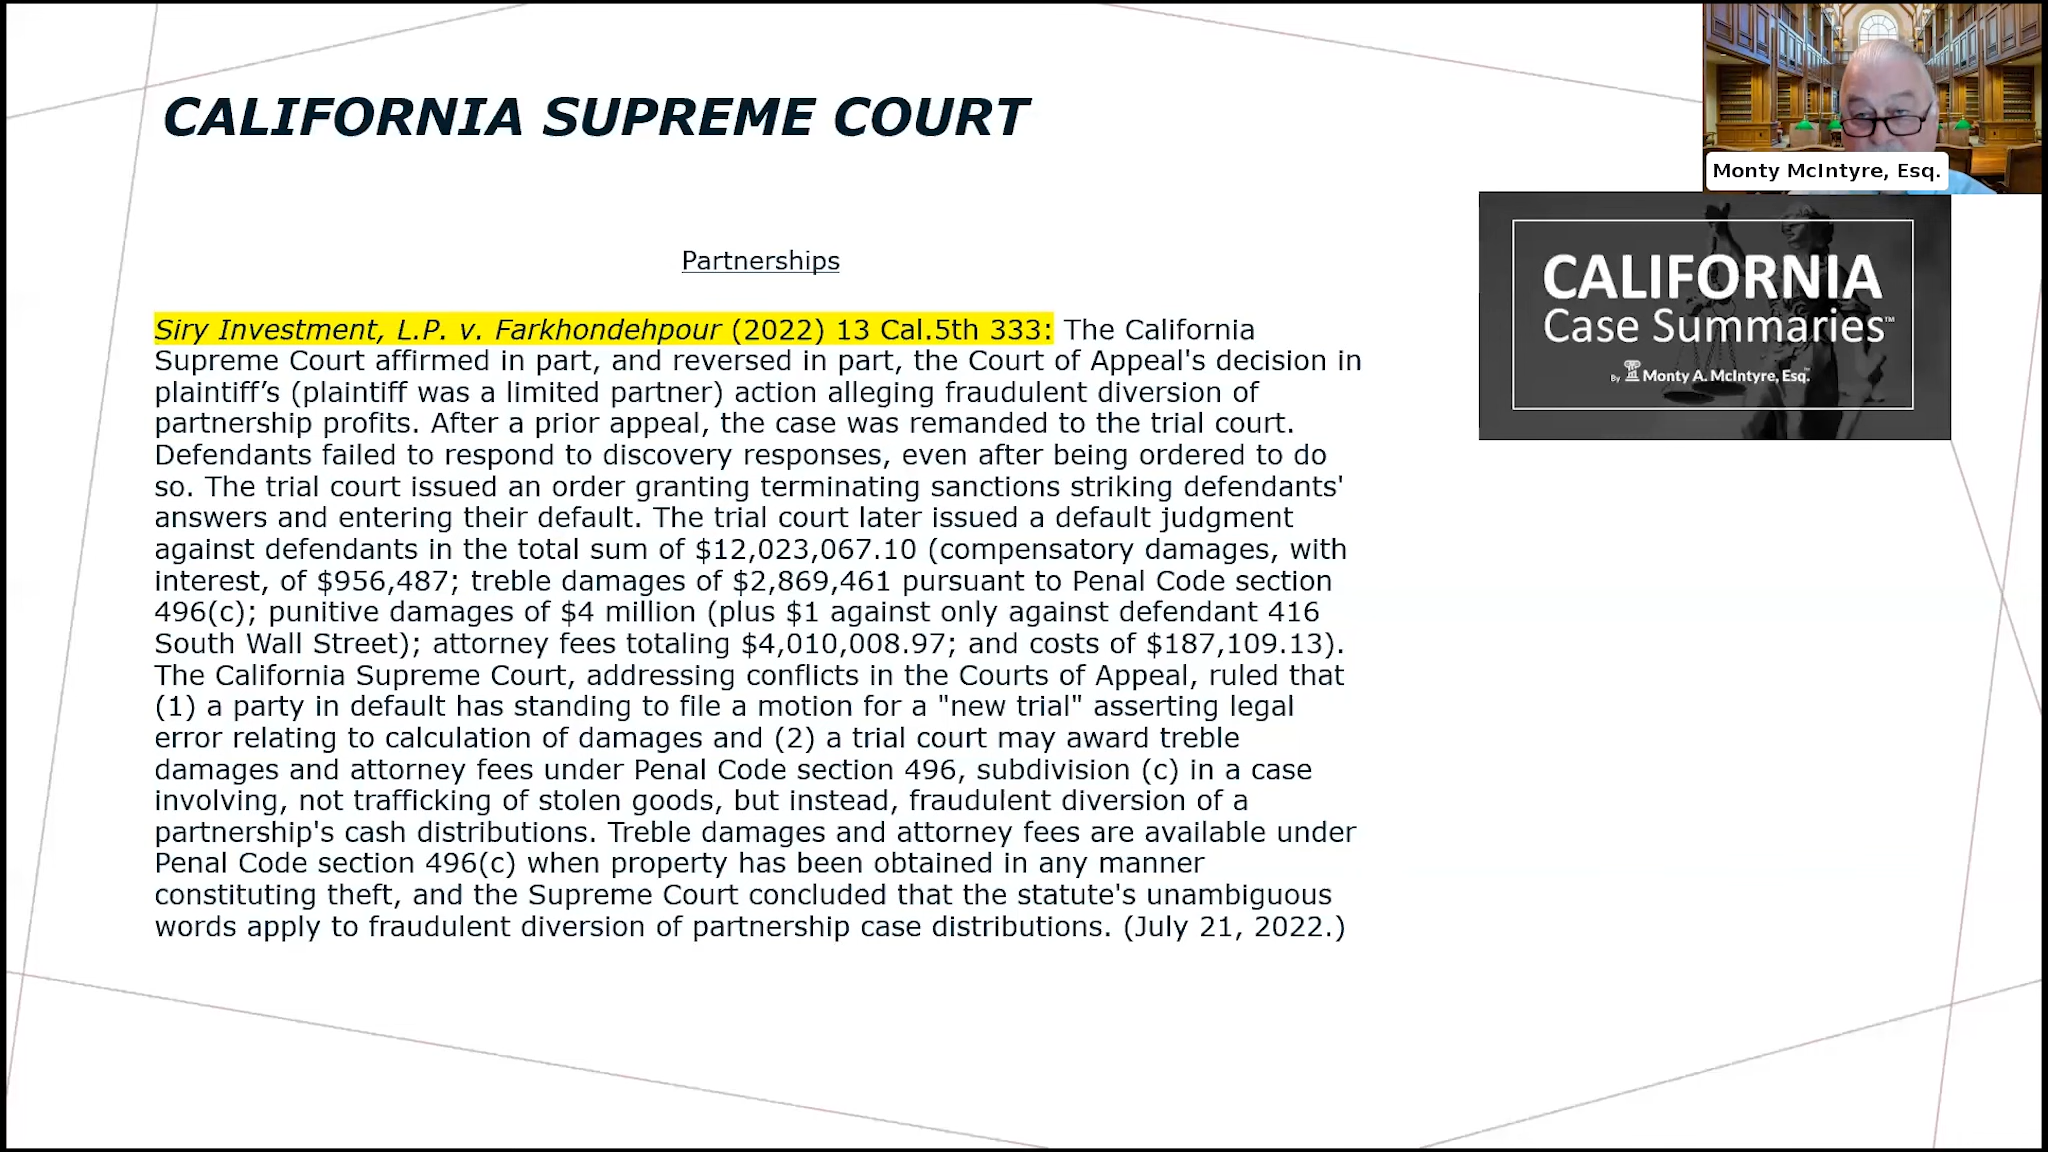 CALIFORNIA SUPREME COURT
Monty McIntyre, Esq.
CALIFORNIA
Case Summaries™
By Monty A. McIntyre, Esq.
Partnerships
Siry Investment, L.P. v. Farkhondehpour (2022) 13 Cal.5th 333: The California
Supreme Court affirmed in part, and reversed in part, the Court of Appeal's decision in
plaintiff’s (plaintiff was a limited partner) action alleging fraudulent diversion of
partnership profits. After a prior appeal, the case was remanded to the trial court.
Defendants failed to respond to discovery responses, even after being ordered to do
so. The trial court issued an order granting terminating sanctions striking defendants'
answers and entering their default. The trial court later issued a default judgment
against defendants in the total sum of $12,023,067.10 (compensatory damages, with
interest, of $956,487; treble damages of $2,869,461 pursuant to Penal Code section
496(c); punitive damages of $4 million (plus $1 against only against defendant 416
South Wall Street); attorney fees totaling $4,010,008.97; and costs of $187,109.13).
The California Supreme Court, addressing conflicts in the Courts of Appeal, ruled that
(1) a party in default has standing to file a motion for a "new trial" asserting legal
error relating to calculation of damages and (2) a trial court may award treble
damages and attorney fees under Penal Code section 496, subdivision (c) in a case
involving, not trafficking of stolen goods, but instead, fraudulent diversion of a
partnership's cash distributions. Treble damages and attorney fees are available under
Penal Code section 496(c) when property has been obtained in any manner
constituting theft, and the Supreme Court concluded that the statute's unambiguous
words apply to fraudulent diversion of partnership case distributions. (July 21, 2022.)